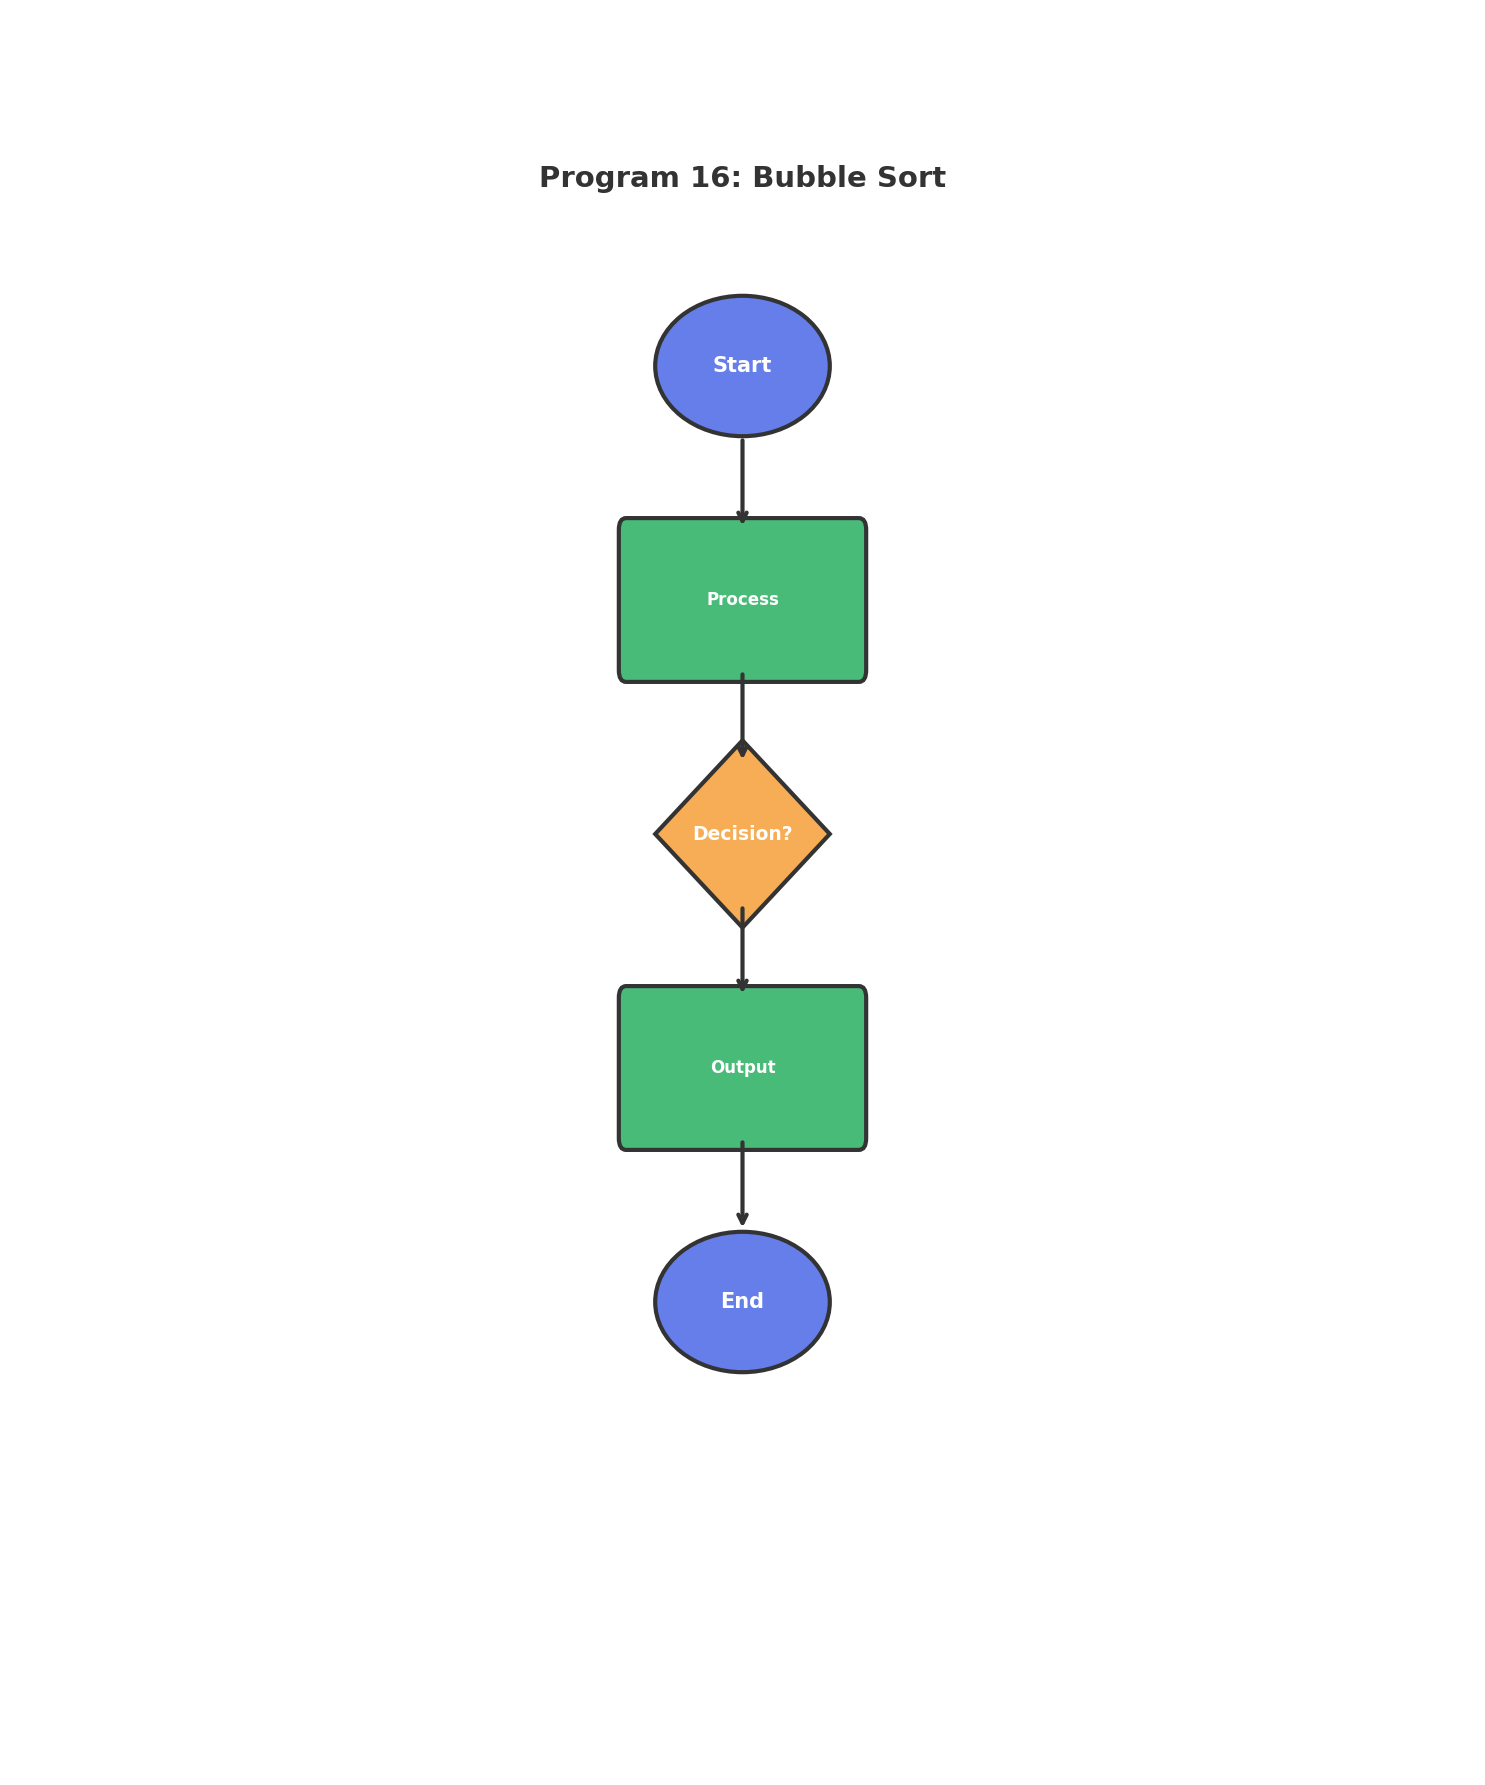 Program 16: Bubble Sort
Start
Process
Decision?
Output
End